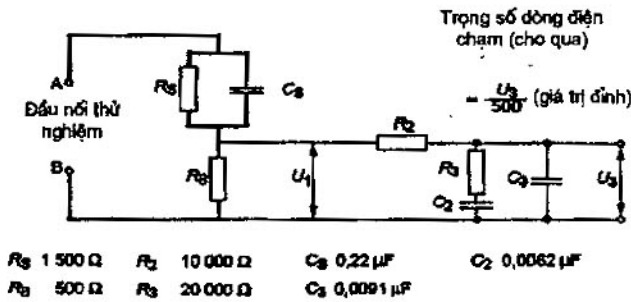 Trọng số dòng điện
chạm (cho qua)
= U3/500 (giá trị đỉnh)
A
RS
CS
Đầu nối thử
nghiệm
B
RB
U1
R2
R3
C2
C3
U3
RS 1 500 Ω R2 10 000 Ω CS 0,22 µF C2 0,0062 µF
RB 500 Ω R3 20 000 Ω C3 0,0091 µF